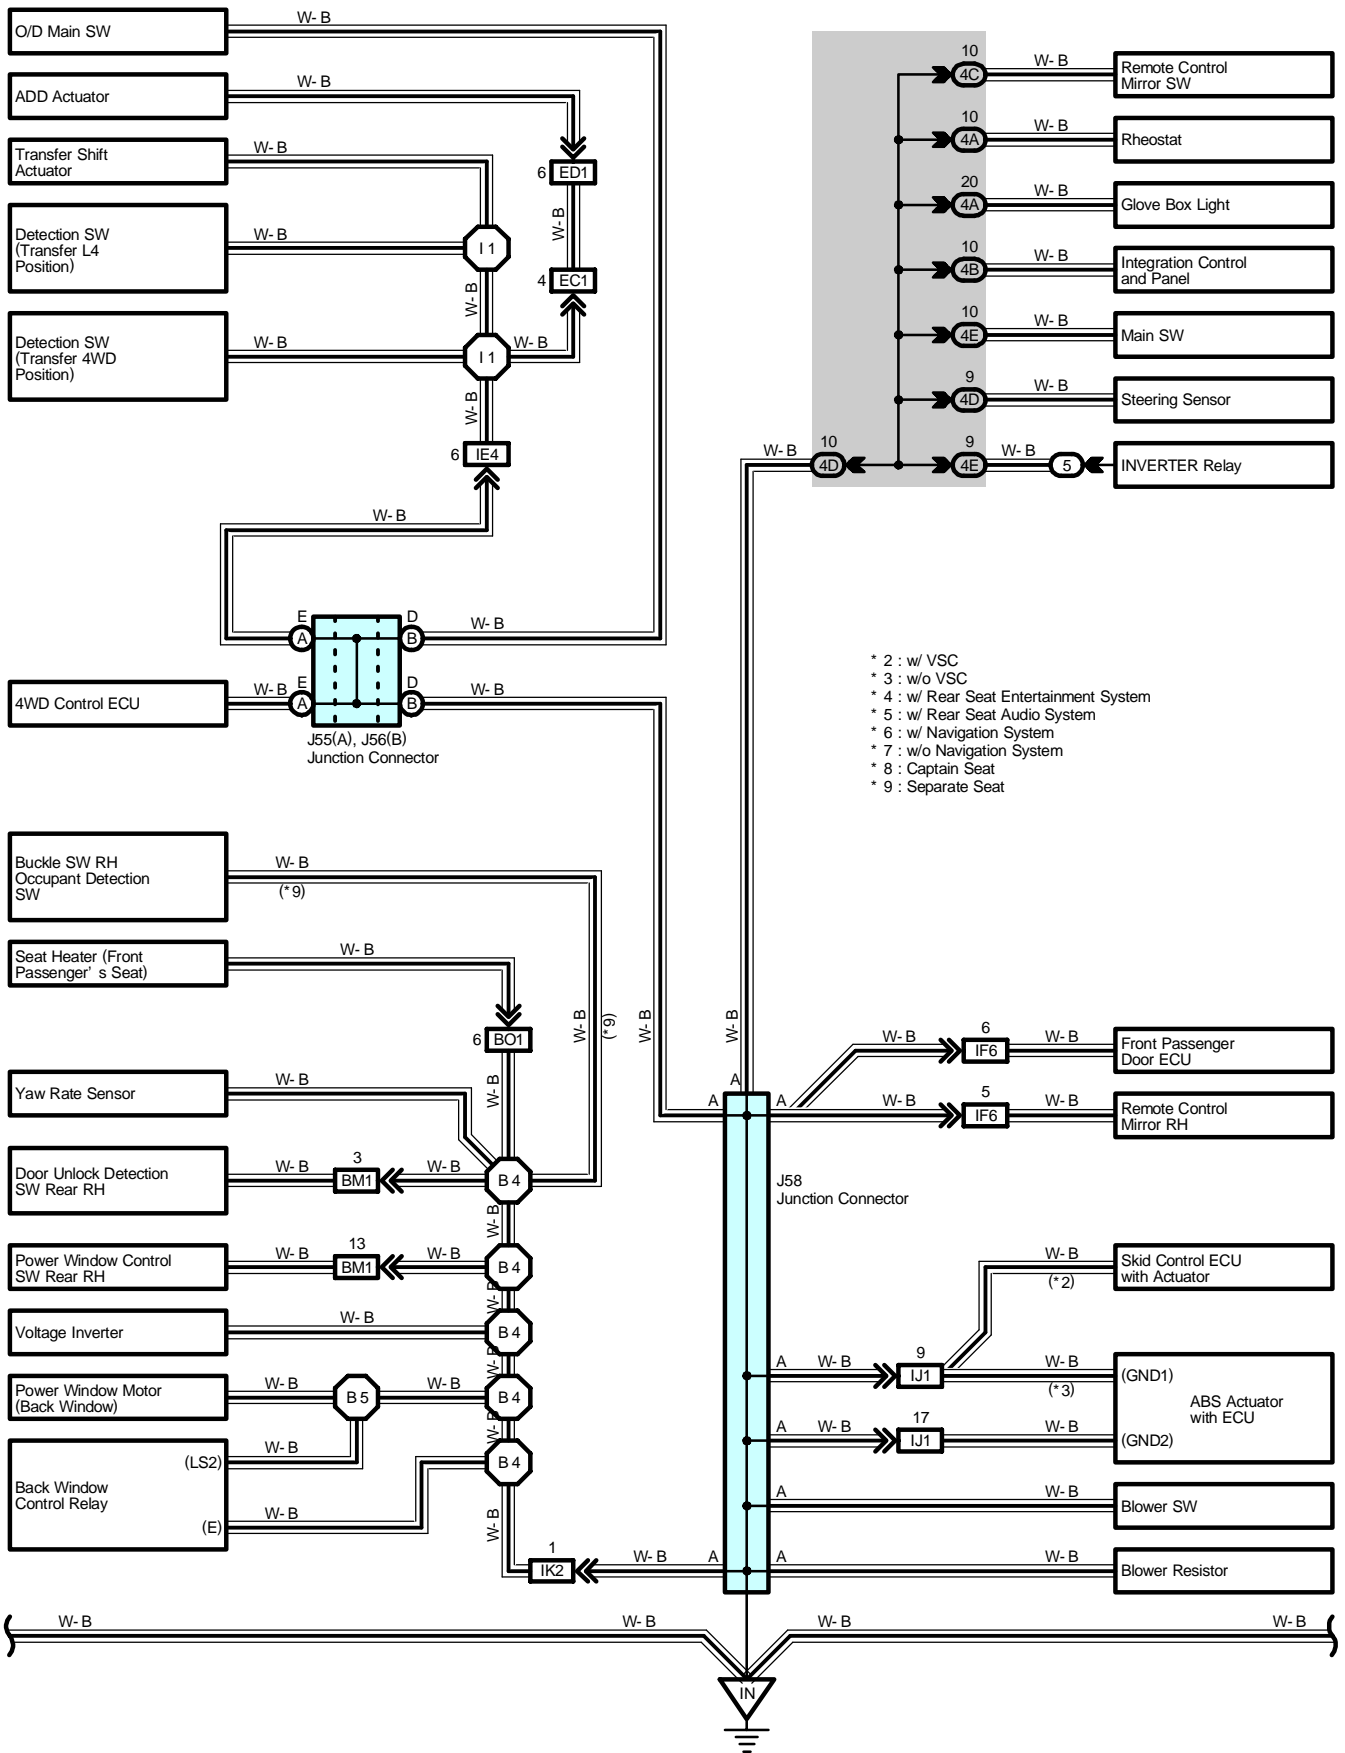 O/D Main SW
W-B
ADD Actuator
W-B
Transfer Shift
Actuator
W-B
6 ED1
W-B
Detection SW
(Transfer L4
Position)
W-B
I1
W-B
4 EC1
Detection SW
(Transfer 4WD
Position)
W-B
I1
W-B
W-B
6 IE4
W-B
E
A
D
B
W-B
4WD Control ECU
W-B
E
A
D
B
W-B
J55(A), J56(B)
Junction Connector
10
4C
W-B
Remote Control
Mirror SW
10
4A
W-B
Rheostat
20
4A
W-B
Glove Box Light
10
4B
W-B
Integration Control
and Panel
10
4E
W-B
Main SW
9
4D
W-B
Steering Sensor
W-B
10
4D
9
4E
W-B
5
INVERTER Relay
* 2 : w/ VSC
* 3 : w/o VSC
* 4 : w/ Rear Seat Entertainment System
* 5 : w/ Rear Seat Audio System
* 6 : w/ Navigation System
* 7 : w/o Navigation System
* 8 : Captain Seat
* 9 : Separate Seat
Buckle SW RH
Occupant Detection
SW
W-B
(*9)
Seat Heater (Front
Passenger's Seat)
W-B
6 BO1
W-B
W-B
(*9)
W-B
W-B
Yaw Rate Sensor
W-B
Door Unlock Detection
SW Rear RH
W-B
3
BM1
W-B
B4
W-B
Power Window Control
SW Rear RH
W-B
13
BM1
W-B
B4
W-B
Voltage Inverter
W-B
B4
W-B
Power Window Motor
(Back Window)
W-B
B5
W-B
B4
W-B
Back Window
Control Relay
(LS2)
W-B
B4
(E)
W-B
W-B
1
IK2
W-B
A
A
A
A
W-B
6
IF6
W-B
Front Passenger
Door ECU
W-B
5
IF6
W-B
Remote Control
Mirror RH
J58
Junction Connector
W-B
(*2)
Skid Control ECU
with Actuator
A
W-B
9
IJ1
W-B
(*3)
(GND1)
ABS Actuator
with ECU
A
W-B
17
IJ1
W-B
(GND2)
A
W-B
Blower SW
A
W-B
Blower Resistor
W-B
W-B
W-B
W-B
IN